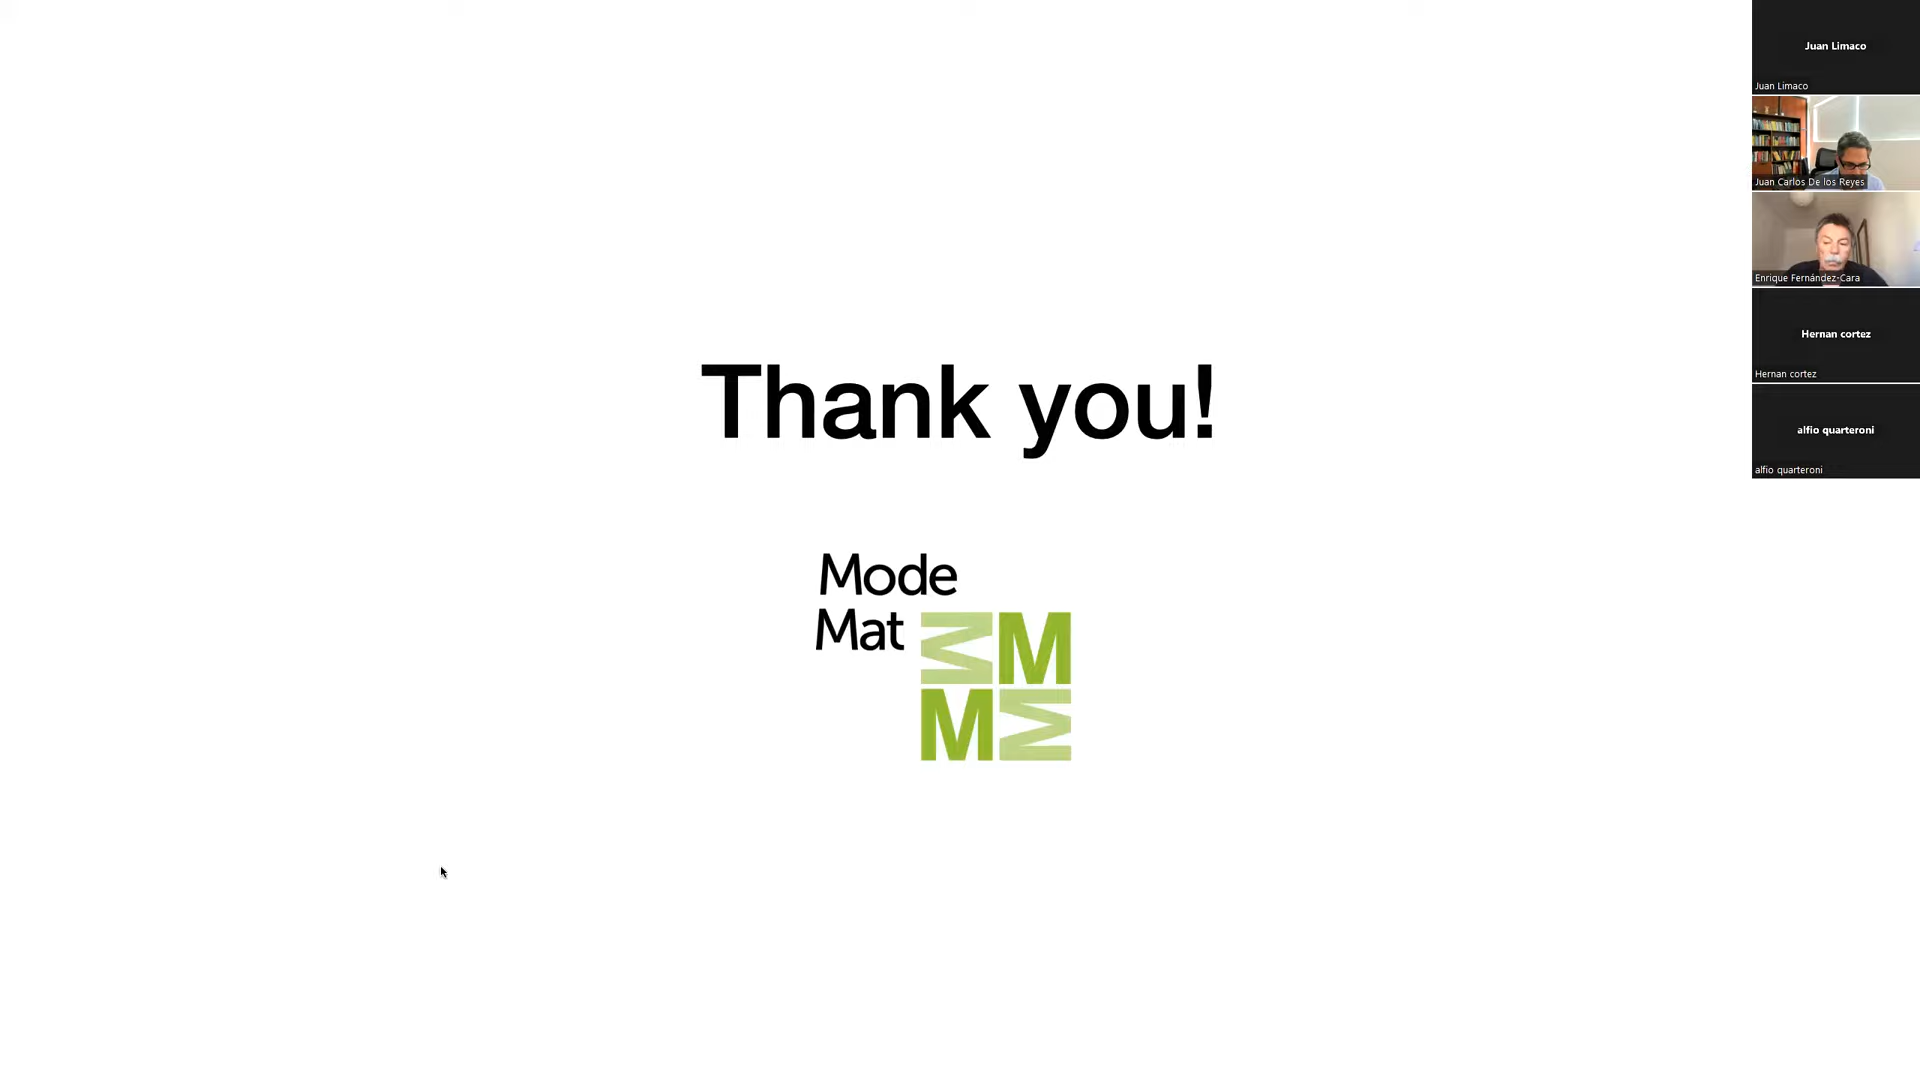 Thank you!
Mode
Mat
M M
M M
Juan Limaco
Juan Limaco
Juan Carlos De los Reyes
Enrique Fernández-Cara
Hernan cortez
Hernan cortez
alfio quarteroni
alfio quarteroni